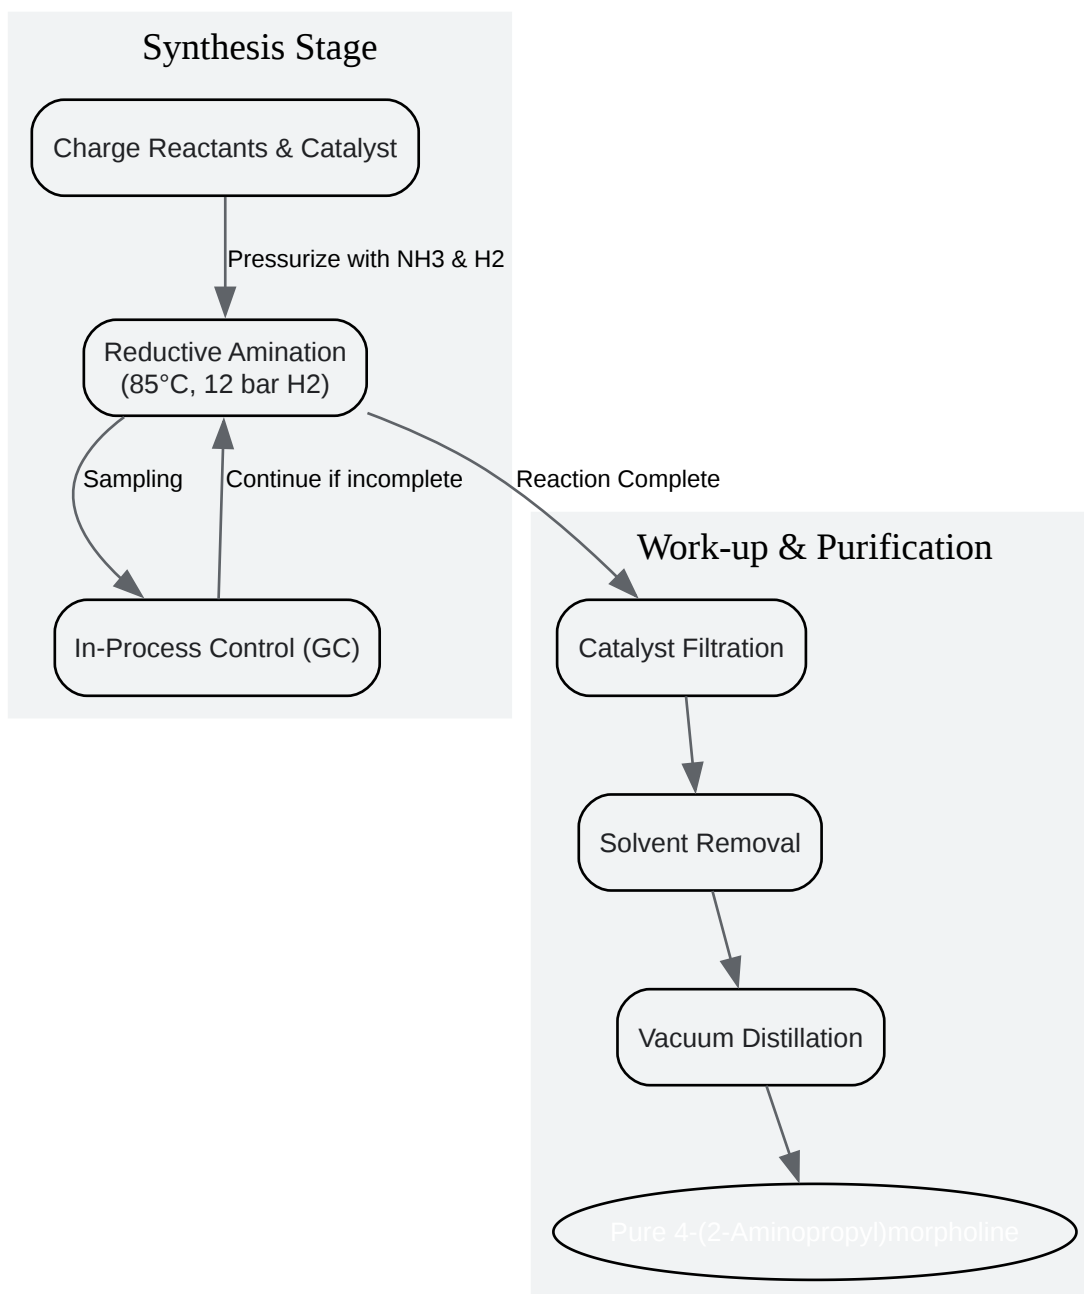 Synthesis Stage
Charge Reactants & Catalyst
Pressurize with NH3 & H2
Reductive Amination
(85°C, 12 bar H2)
Sampling
Continue if incomplete
Reaction Complete
In-Process Control (GC)
Work-up & Purification
Catalyst Filtration
Solvent Removal
Vacuum Distillation
Pure 4-(2-Aminopropyl)morpholine